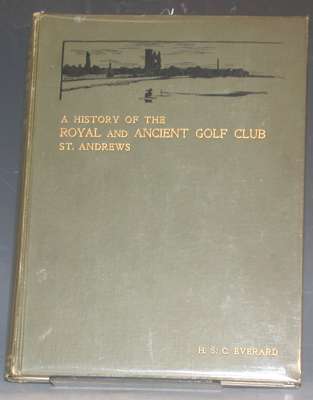 A HISTORY OF THE
ROYAL AND ANCIENT GOLF CLUB
ST. ANDREWS
H. S. C. EVERARD